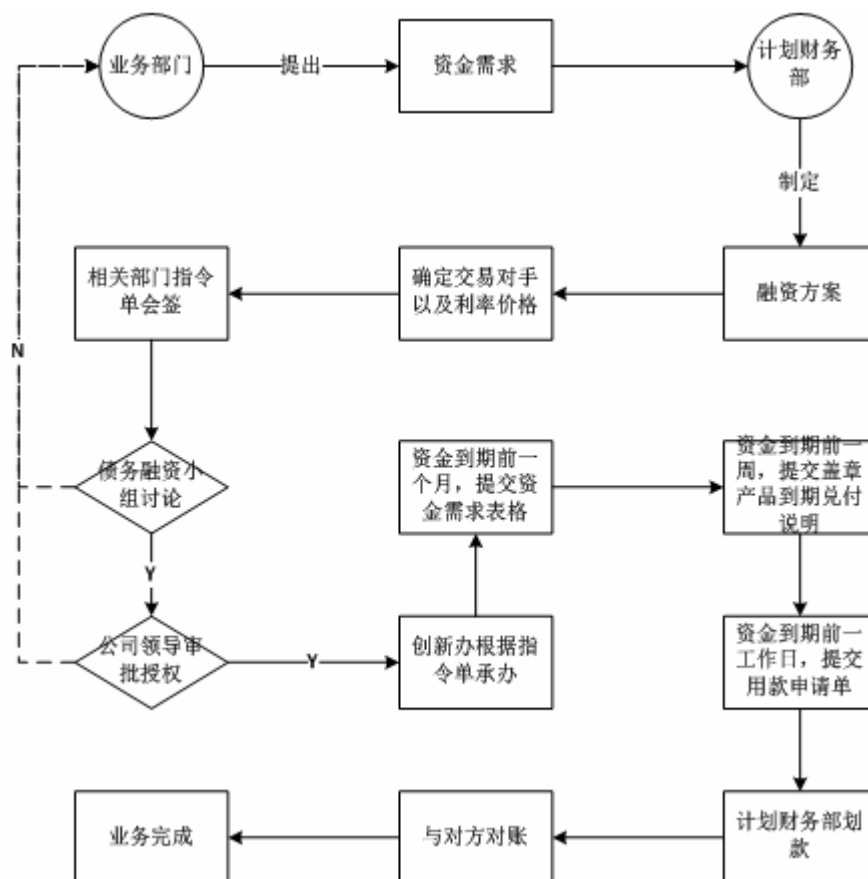 业务部门
提出
资金需求
计划财务
部
制定
相关部门指令
单会签
确定交易对手
以及利率价格
融资方案
N
债务融资小
组讨论
资金到期前一
个月，提交资
金需求表格
资金到期前一
周，提交盖章
产品到期兑付
说明
Y
公司领导审
批授权
Y
创新办根据指
令单承办
资金到期前一
工作日，提交
用款申请单
业务完成
与对方对账
计划财务部划
款